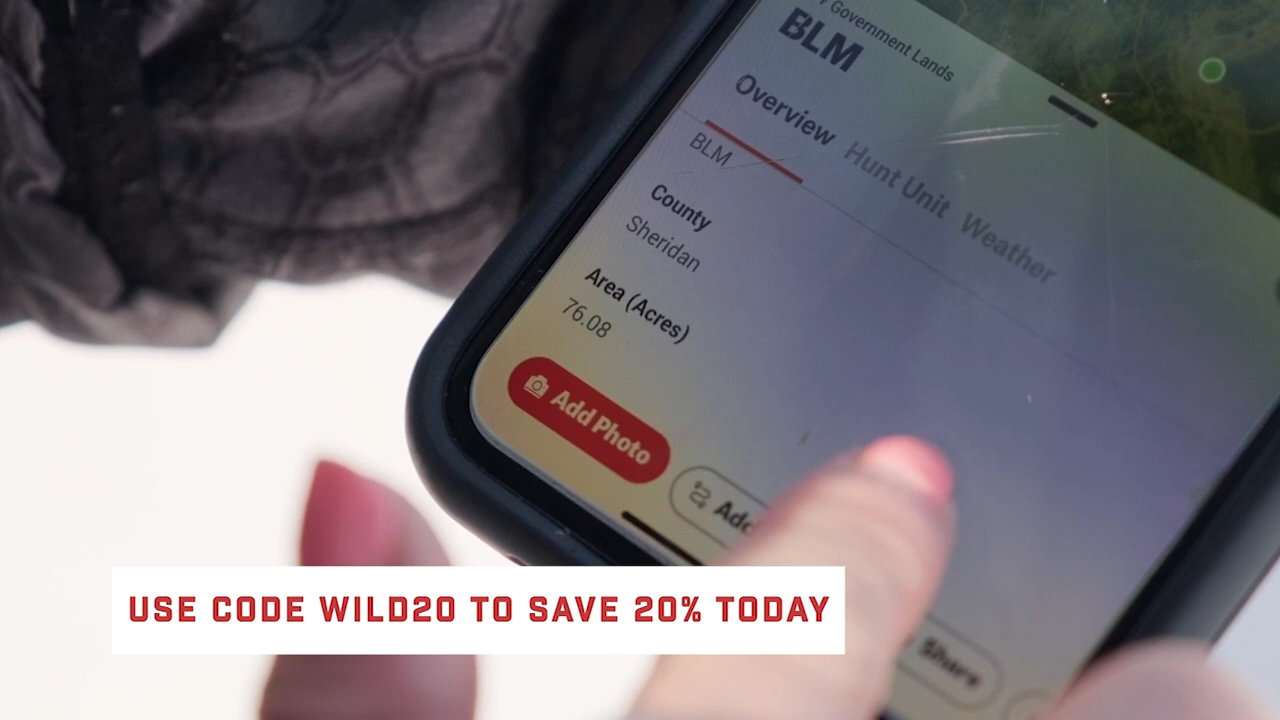 Government Lands
BLM
Overview Hunt Unit Weather
BLM
County
Sheridan
Area (Acres)
76.08
Add Photo
Share
USE CODE WILD20 TO SAVE 20% TODAY